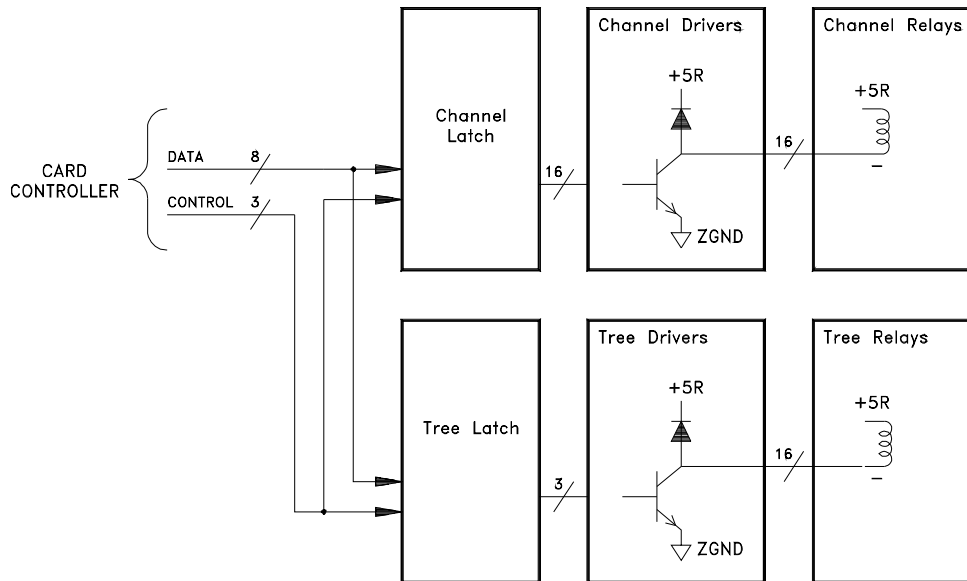 CARD
CONTROLLER
DATA
8
CONTROL
3
Channel
Latch
16
Channel Drivers
+5R
ZGND
16
Channel Relays
+5R
–
Tree Latch
3
Tree Drivers
+5R
ZGND
16
Tree Relays
+5R
–